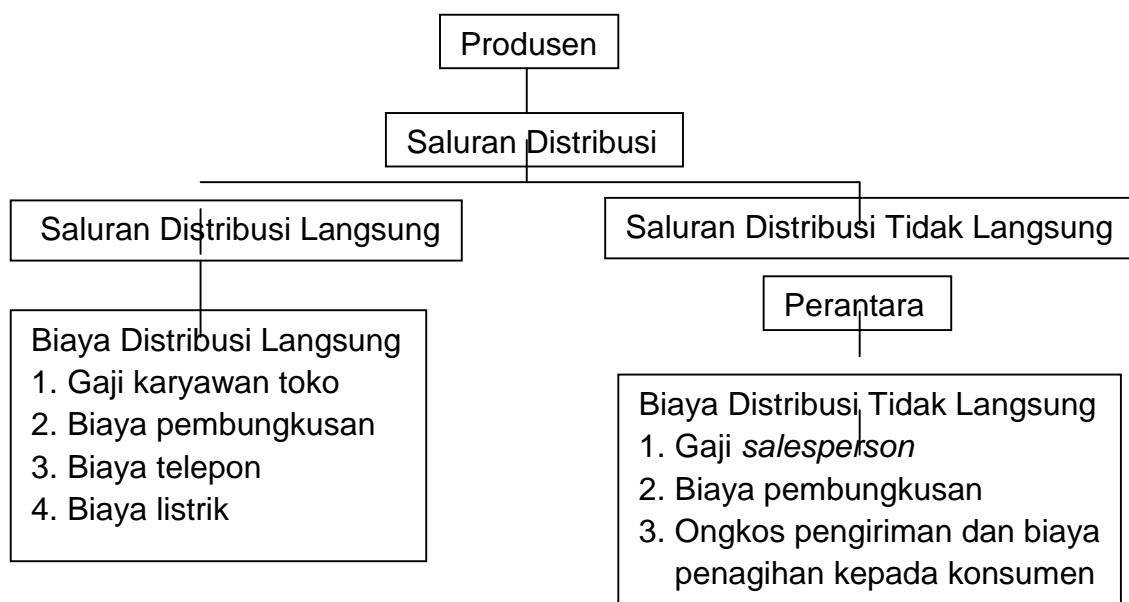 Produsen
Saluran Distribusi
Saluran Distribusi Langsung
Saluran Distribusi Tidak Langsung
Perantara
Biaya Distribusi Langsung
1. Gaji karyawan toko
2. Biaya pembungkusan
3. Biaya telepon
4. Biaya listrik
Biaya Distribusi Tidak Langsung
1. Gaji salesperson
2. Biaya pembungkusan
3. Ongkos pengiriman dan biaya
penagihan kepada konsumen